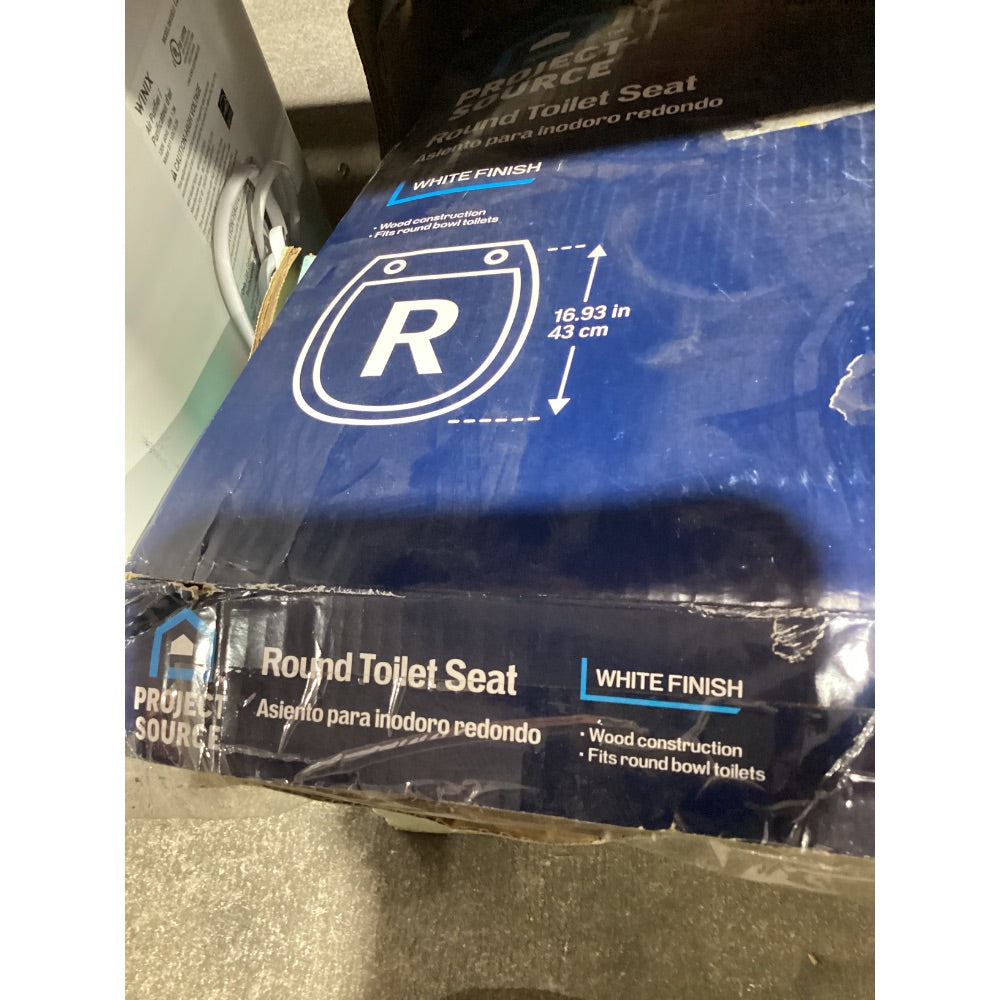 WINIX
PROJECT
SOURCE
Round Toilet Seat
Asiento para inodoro redondo
WHITE FINISH
• Wood construction
• Fits round bowl toilets
R
16.93 in
43 cm
PROJECT
SOURCE
Round Toilet Seat
Asiento para inodoro redondo
WHITE FINISH
• Wood construction
• Fits round bowl toilets